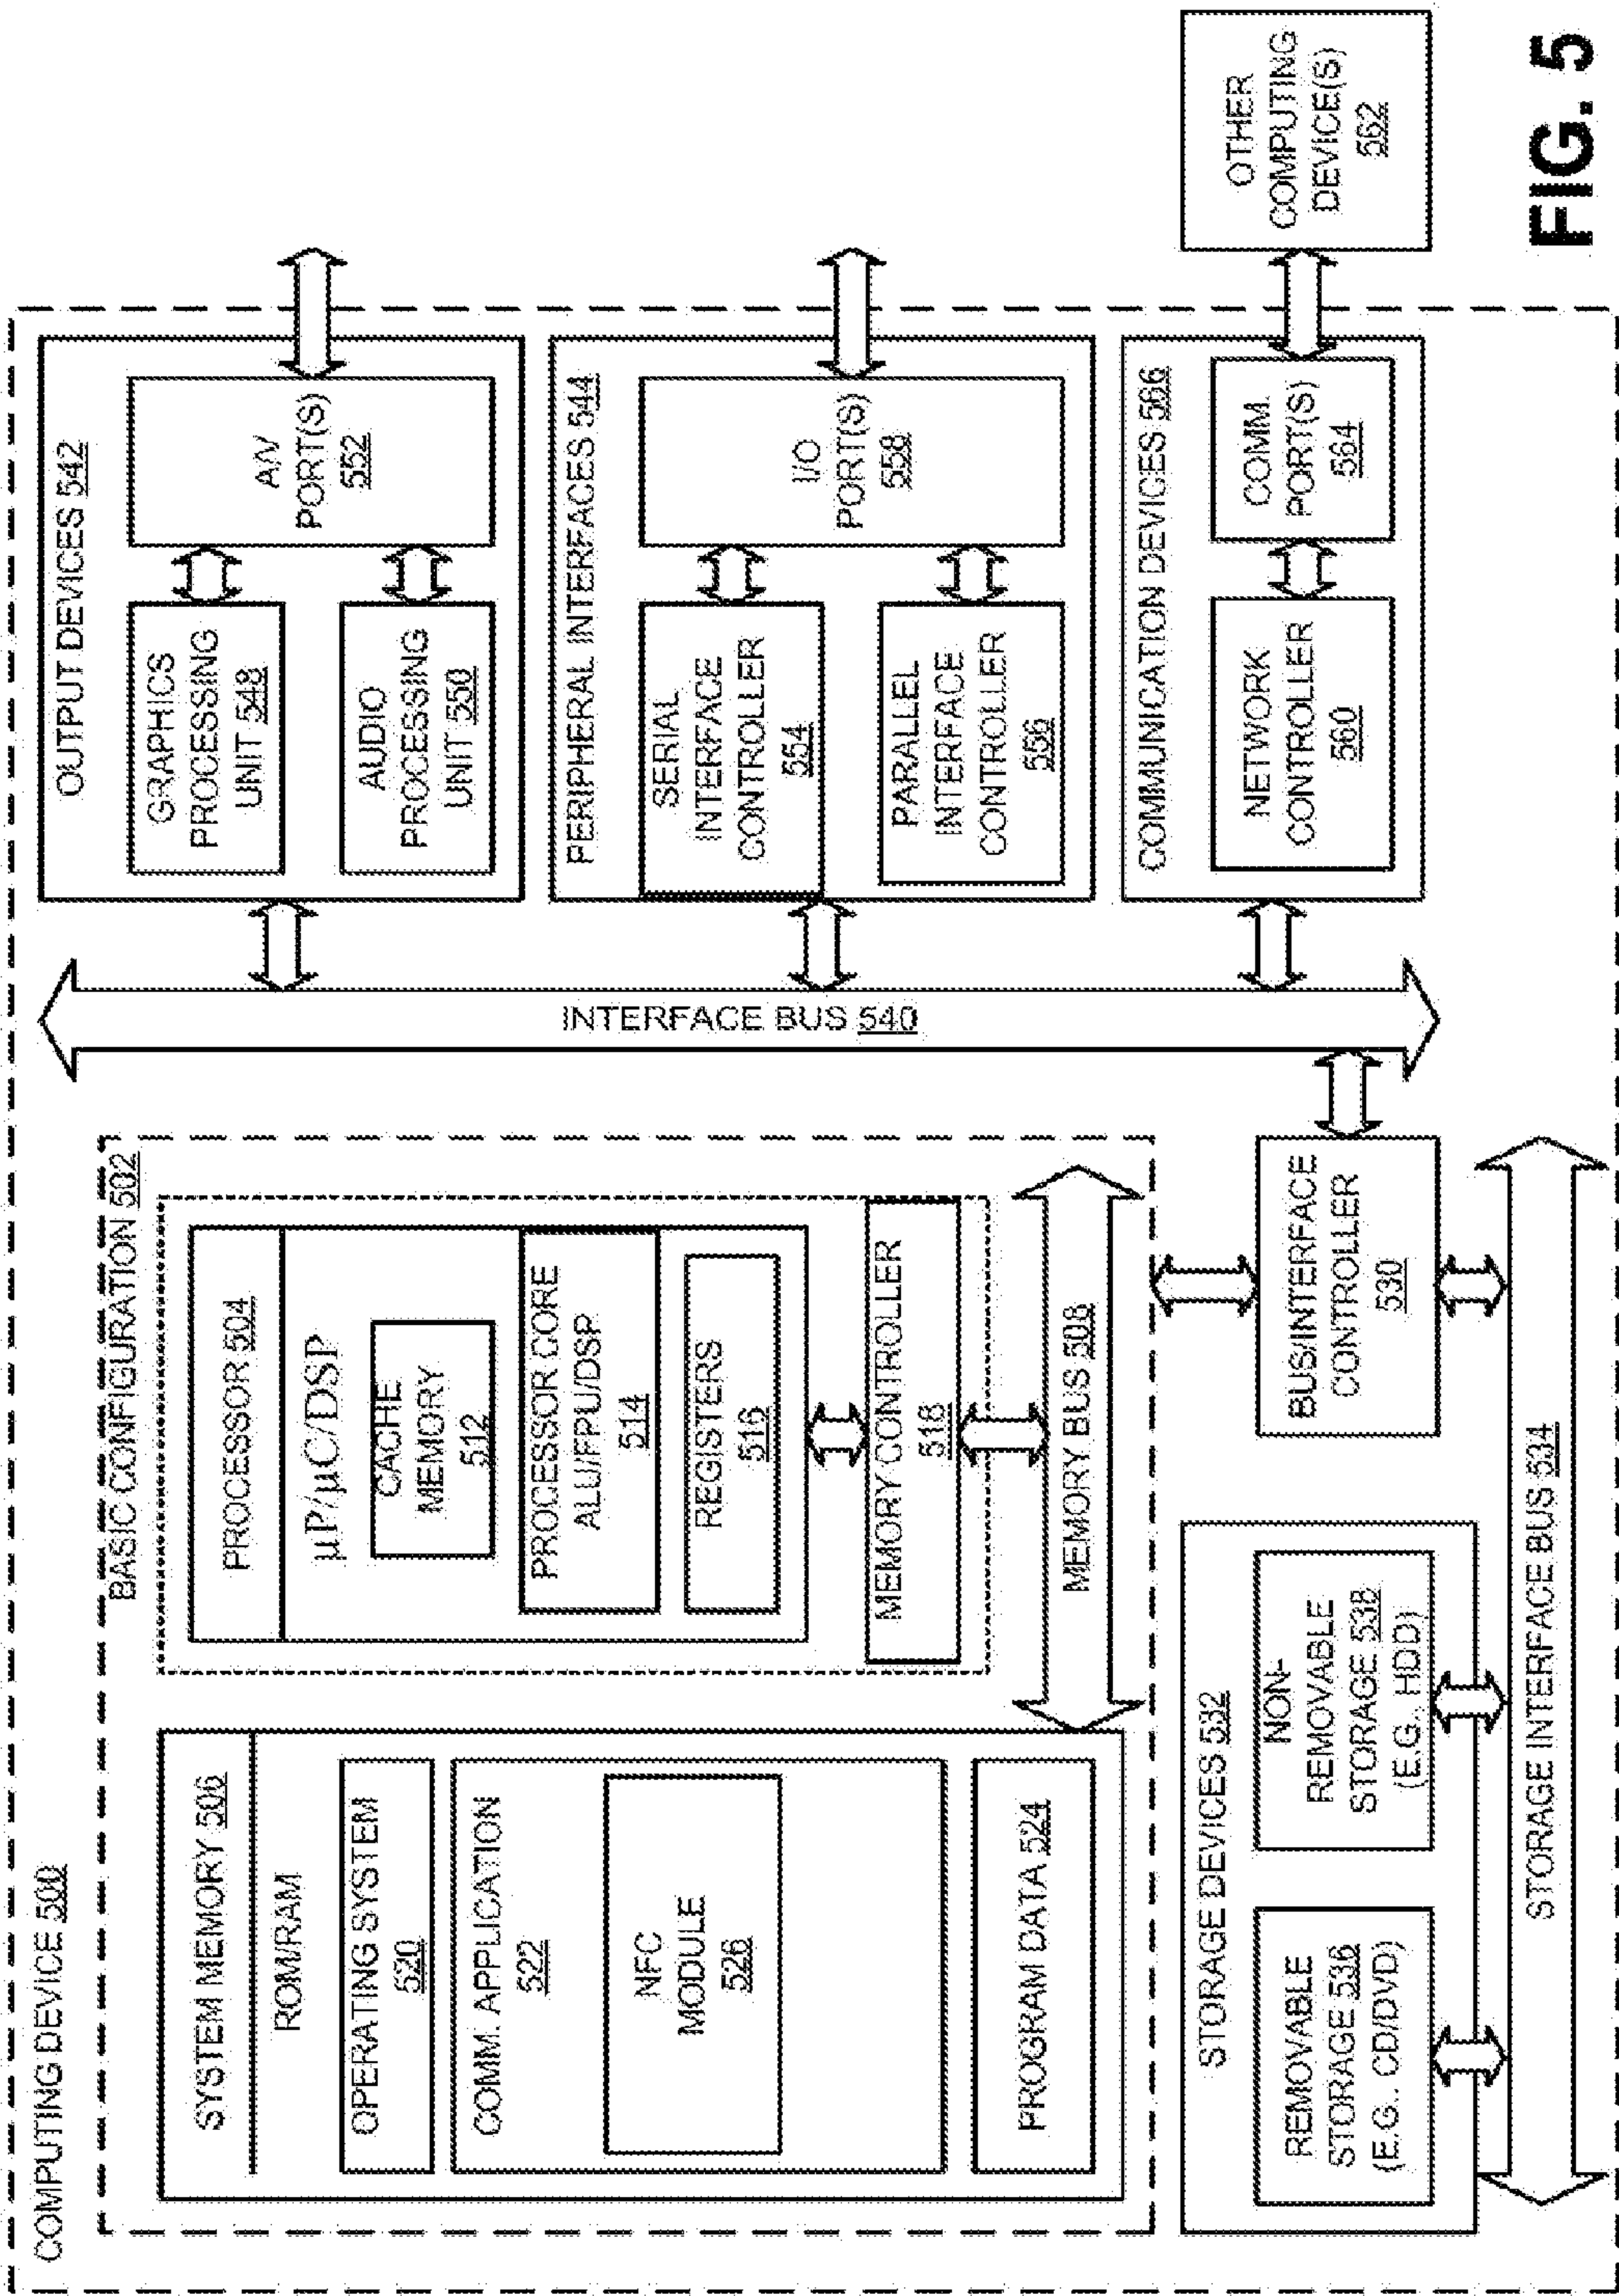 COMPUTING DEVICE 500
BASIC CONFIGURATION 502
SYSTEM MEMORY 506
ROM/RAM
OPERATING SYSTEM
520
COMM. APPLICATION
522
NFC
MODULE
526
PROGRAM DATA 524
PROCESSOR 504
µP/µC/DSP
CACHE
MEMORY
512
PROCESSOR CORE
ALU/FPU/DSP
514
REGISTERS
516
MEMORY CONTROLLER
518
MEMORY BUS 508
STORAGE DEVICES 532
REMOVABLE
STORAGE 536
(E.G., CD/DVD)
NON-
REMOVABLE
STORAGE 538
(E.G., HDD)
BUS/INTERFACE
CONTROLLER
530
STORAGE INTERFACE BUS 534
INTERFACE BUS 540
OUTPUT DEVICES 542
GRAPHICS
PROCESSING
UNIT 548
AUDIO
PROCESSING
UNIT 550
A/V
PORT(S)
552
PERIPHERAL INTERFACES 544
SERIAL
INTERFACE
CONTROLLER
554
PARALLEL
INTERFACE
CONTROLLER
556
I/O
PORT(S)
558
COMMUNICATION DEVICES 566
NETWORK
CONTROLLER
560
COMM.
PORT(S)
564
OTHER
COMPUTING
DEVICE(S)
562
FIG. 5